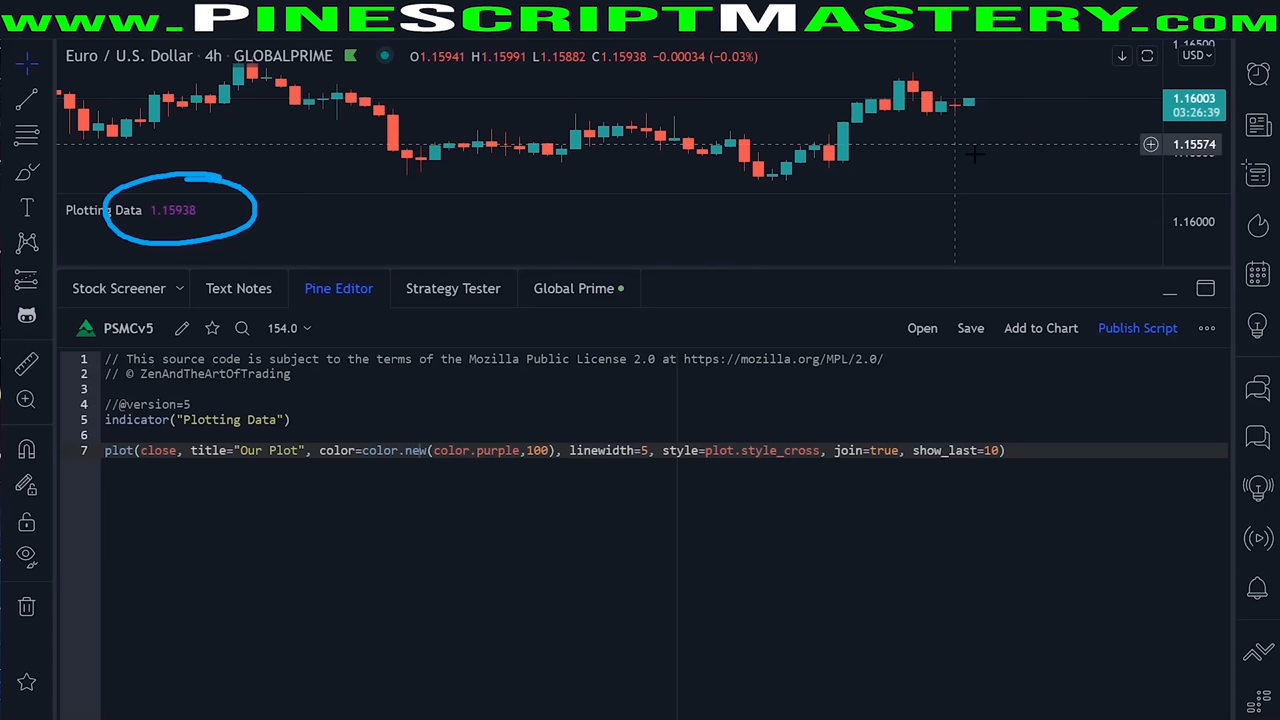 www.PineScriptMastery.com
Euro / U.S. Dollar · 4h · GLOBALPRIME O1.15941 H1.15991 L1.15882 C1.15938 −0.00034 (−0.03%)
1.16500
USD
1.16003
03:26:39
1.15574
Plotting Data 1.15938
1.16000
Stock Screener Text Notes Pine Editor Strategy Tester Global Prime
PSMCv5 154.0 Open Save Add to Chart Publish Script
1 // This source code is subject to the terms of the Mozilla Public License 2.0 at https://mozilla.org/MPL/2.0/
2 // © ZenAndTheArtOfTrading
3
4 //@version=5
5 indicator("Plotting Data")
6
7 plot(close, title="Our Plot", color=color.new(color.purple,100), linewidth=5, style=plot.style_cross, join=true, show_last=10)